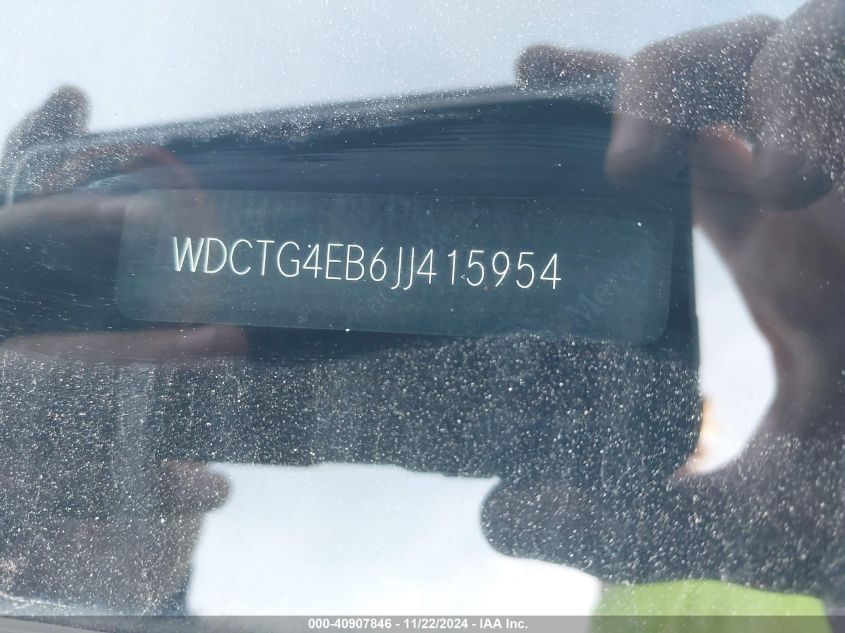 WDCTG4EB6JJ415954
000-40907846 - 11/22/2024 - IAA Inc.